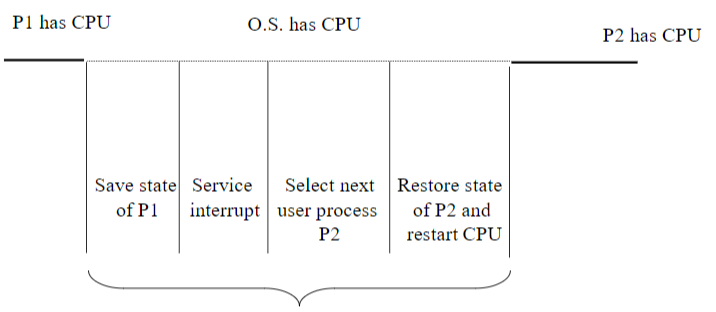 P1 has CPU
O.S. has CPU
P2 has CPU
Save state
of P1
Service
interrupt
Select next
user process
P2
Restore state
of P2 and
restart CPU